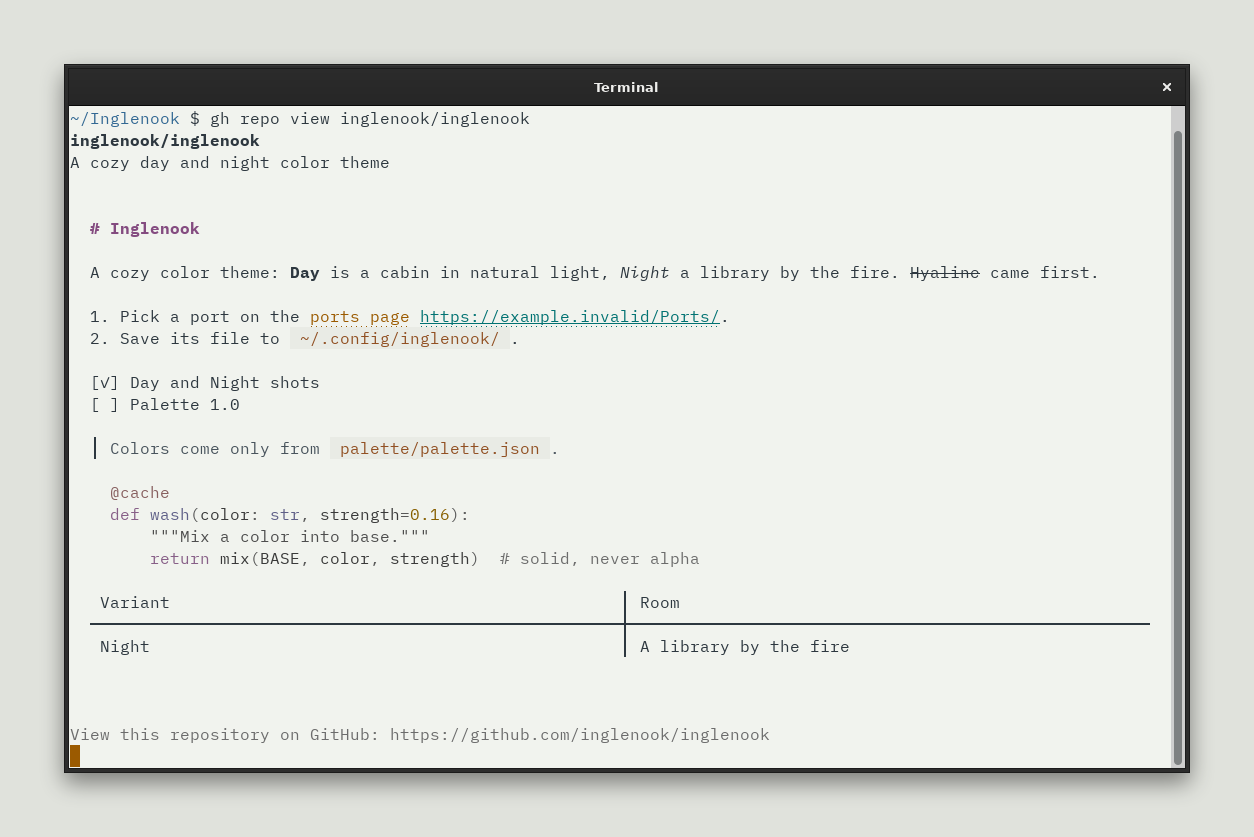 Terminal ×
~/Inglenook $ gh repo view inglenook/inglenook
inglenook/inglenook
A cozy day and night color theme
# Inglenook
A cozy color theme: Day is a cabin in natural light, Night a library by the fire. Hyaline came first.
1. Pick a port on the ports page https://example.invalid/Ports/.
2. Save its file to ~/.config/inglenook/ .
[√] Day and Night shots
[ ] Palette 1.0
Colors come only from palette/palette.json .
@cache
def wash(color: str, strength=0.16):
    """Mix a color into base."""
    return mix(BASE, color, strength)  # solid, never alpha
Variant │ Room
Night │ A library by the fire
View this repository on GitHub: https://github.com/inglenook/inglenook